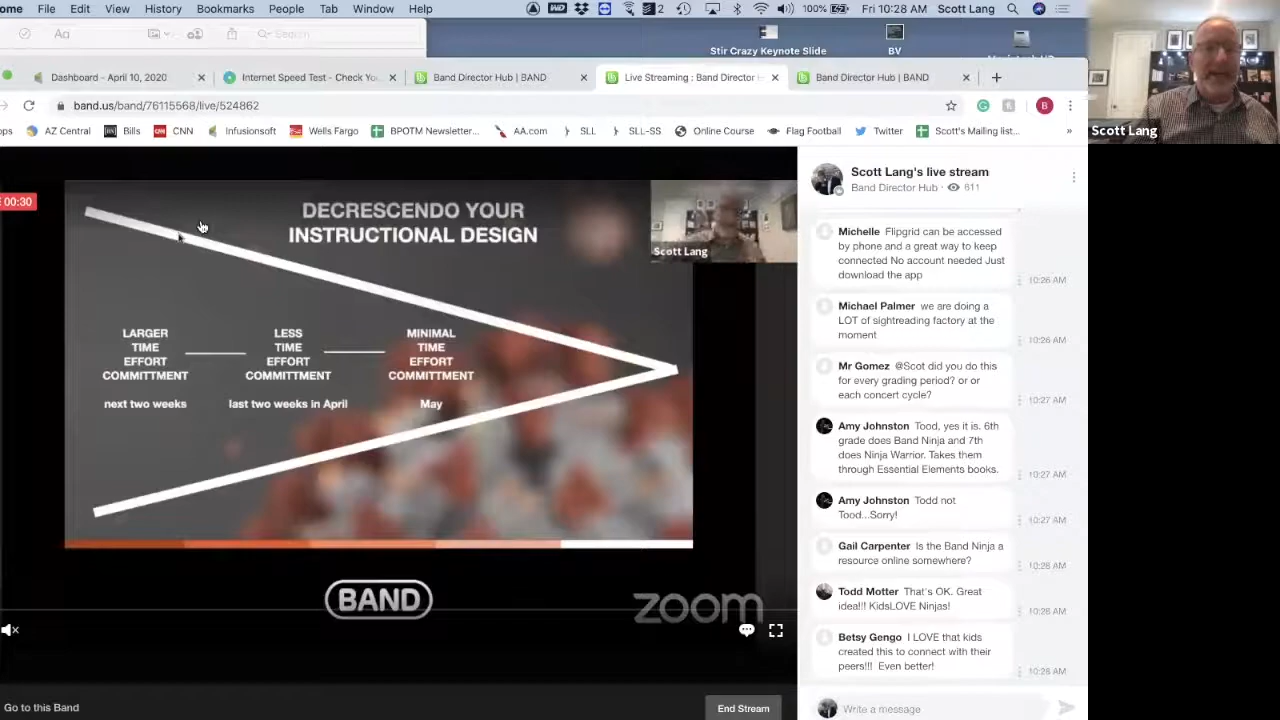 ome History Bookmarks People Tab Window Help 100% Fri 10:28 AM Scott Lang
Aa Search
Stir Crazy Keynote Slide BV
Dashboard - April 10, 2020 Internet Speed Test - Check Yo Band Director Hub | BAND Live Streaming : Band Director Band Director Hub | BAND
band.us/band/76115568/live/524862 B
ops AZ Central Bills CNN Infusionsoft Wells Fargo BPOTM Newsletter... AA.com SLL SLL-SS Online Course Flag Football Twitter Scott's Mailing list... »
Scott Lang
00:30
DECRESCENDO YOUR
INSTRUCTIONAL DESIGN
Scott Lang
LARGER
TIME
EFFORT
COMMITTMENT
next two weeks
LESS
TIME
EFFORT
COMMITTMENT
last two weeks in April
MINIMAL
TIME
EFFORT
COMMITTMENT
May
BAND
zoom
Go to this Band
End Stream
Scott Lang's live stream
Band Director Hub · 611
Michelle Flipgrid can be accessed
by phone and a great way to keep
connected No account needed Just
download the app
10:26 AM
Michael Palmer we are doing a
LOT of sightreading factory at the
moment
10:26 AM
Mr Gomez @Scot did you do this
for every grading period? or or
each concert cycle?
10:27 AM
Amy Johnston Tood, yes it is. 6th
grade does Band Ninja and 7th
does Ninja Warrior. Takes them
through Essential Elements books.
10:27 AM
Amy Johnston Todd not
Tood...Sorry!
10:27 AM
Gail Carpenter Is the Band Ninja a
resource online somewhere?
10:28 AM
Todd Motter That's OK. Great
idea!!! KidsLOVE Ninjas!
10:28 AM
Betsy Gengo I LOVE that kids
created this to connect with their
peers!!! Even better!
10:28 AM
Write a message